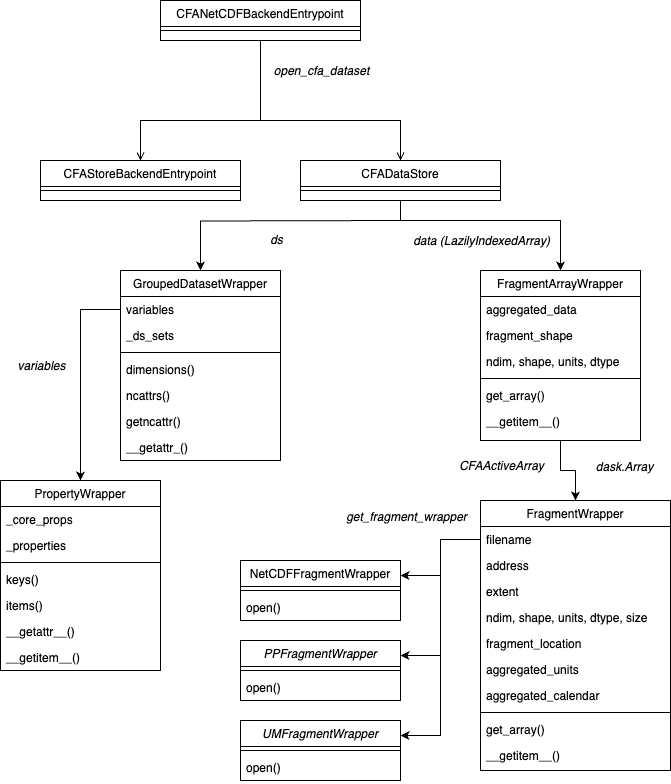 CFANetCDFBackendEntrypoint
open_cfa_dataset
CFAStoreBackendEntrypoint
CFADataStore
ds
data (LazilyIndexedArray)
GroupedDatasetWrapper
variables
_ds_sets
dimensions()
ncattrs()
getncattr()
__getattr_()
FragmentArrayWrapper
aggregated_data
fragment_shape
ndim, shape, units, dtype
get_array()
__getitem__()
variables
CFAActiveArray
dask.Array
PropertyWrapper
_core_props
_properties
keys()
items()
__getattr__()
__getitem__()
get_fragment_wrapper
NetCDFFragmentWrapper
open()
PPFragmentWrapper
open()
UMFragmentWrapper
open()
FragmentWrapper
filename
address
extent
ndim, shape, units, dtype, size
fragment_location
aggregated_units
aggregated_calendar
get_array()
__getitem__()